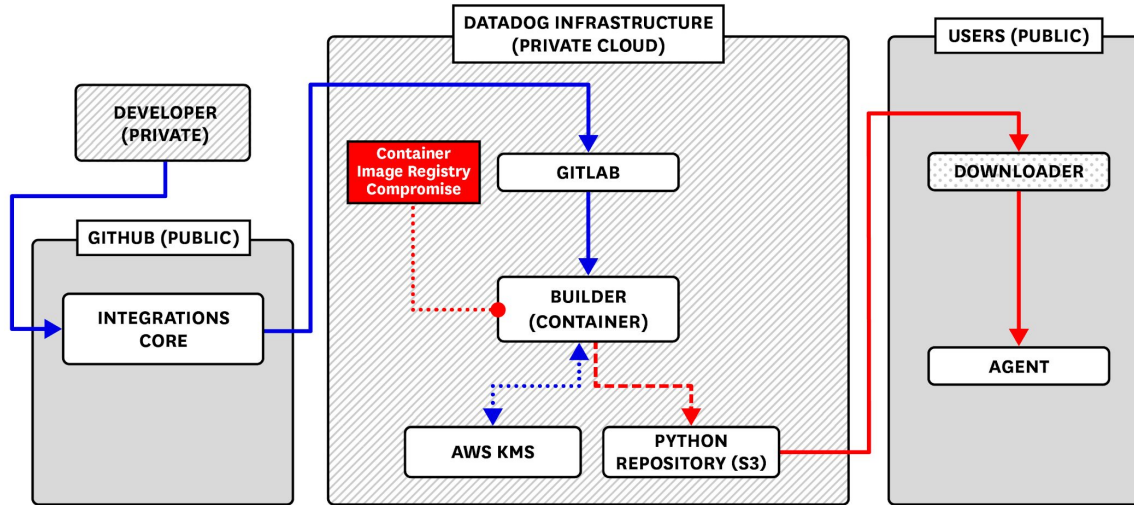 DATADOG INFRASTRUCTURE
(PRIVATE CLOUD)
USERS (PUBLIC)
DEVELOPER
(PRIVATE)
Container
Image Registry
Compromise
GITLAB
DOWNLOADER
GITHUB (PUBLIC)
INTEGRATIONS
CORE
BUILDER
(CONTAINER)
AGENT
AWS KMS
PYTHON
REPOSITORY (S3)